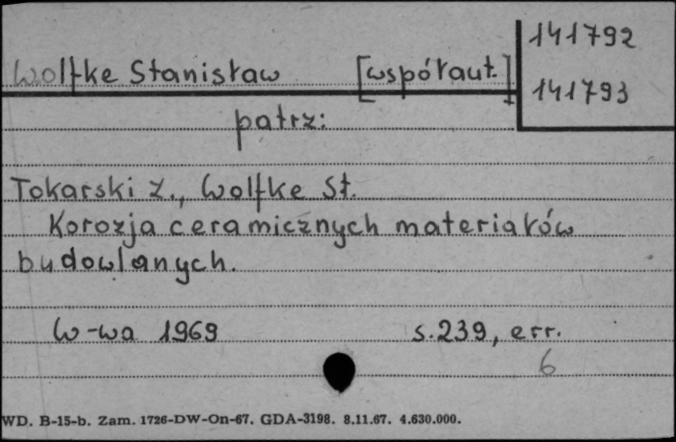 141792
Wolfke Stanisław [współaut.]
141793
patrz:
Tokarski Z., Wolfke St.
Korozja ceramicznych materiałów
budowlanych.
W-wa 1969 s.239, err.
6
WD. B-15-b. Zam. 1726-DW-On-67. GDA-3198. 8.11.67. 4.630.000.